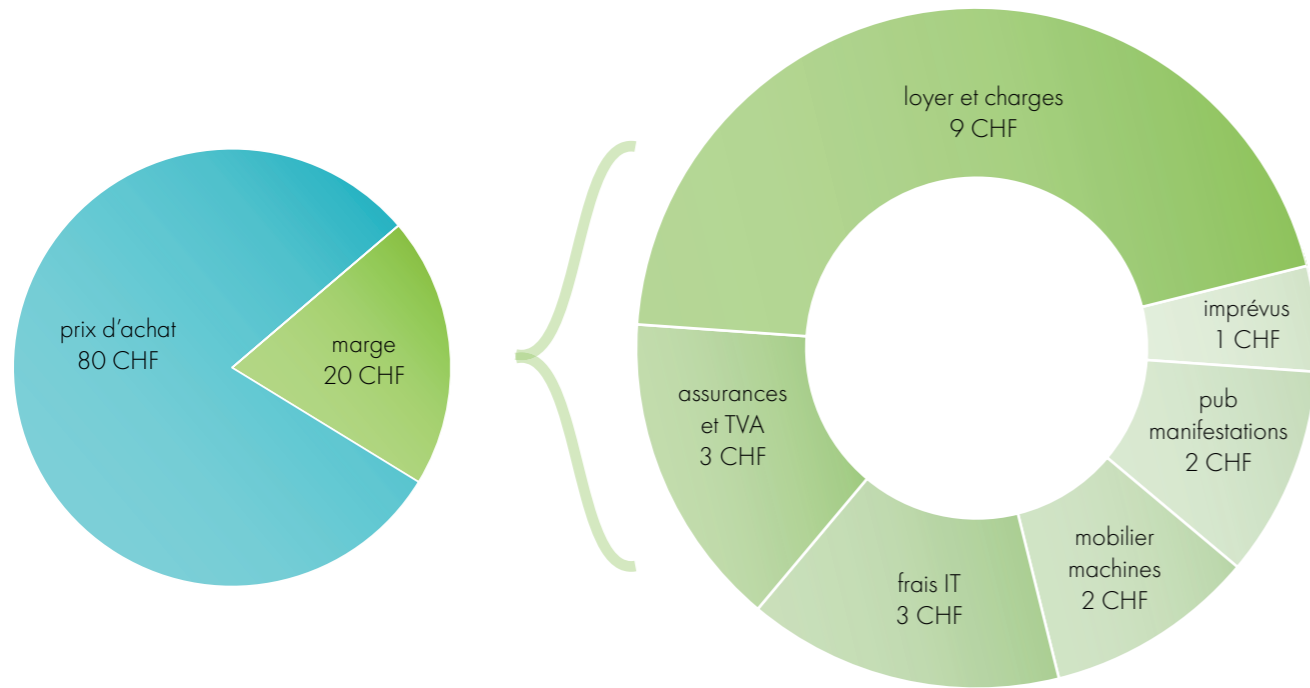 prix d’achat
80 CHF
marge
20 CHF
loyer et charges
9 CHF
imprévus
1 CHF
pub
manifestations
2 CHF
mobilier
machines
2 CHF
frais IT
3 CHF
assurances
et TVA
3 CHF